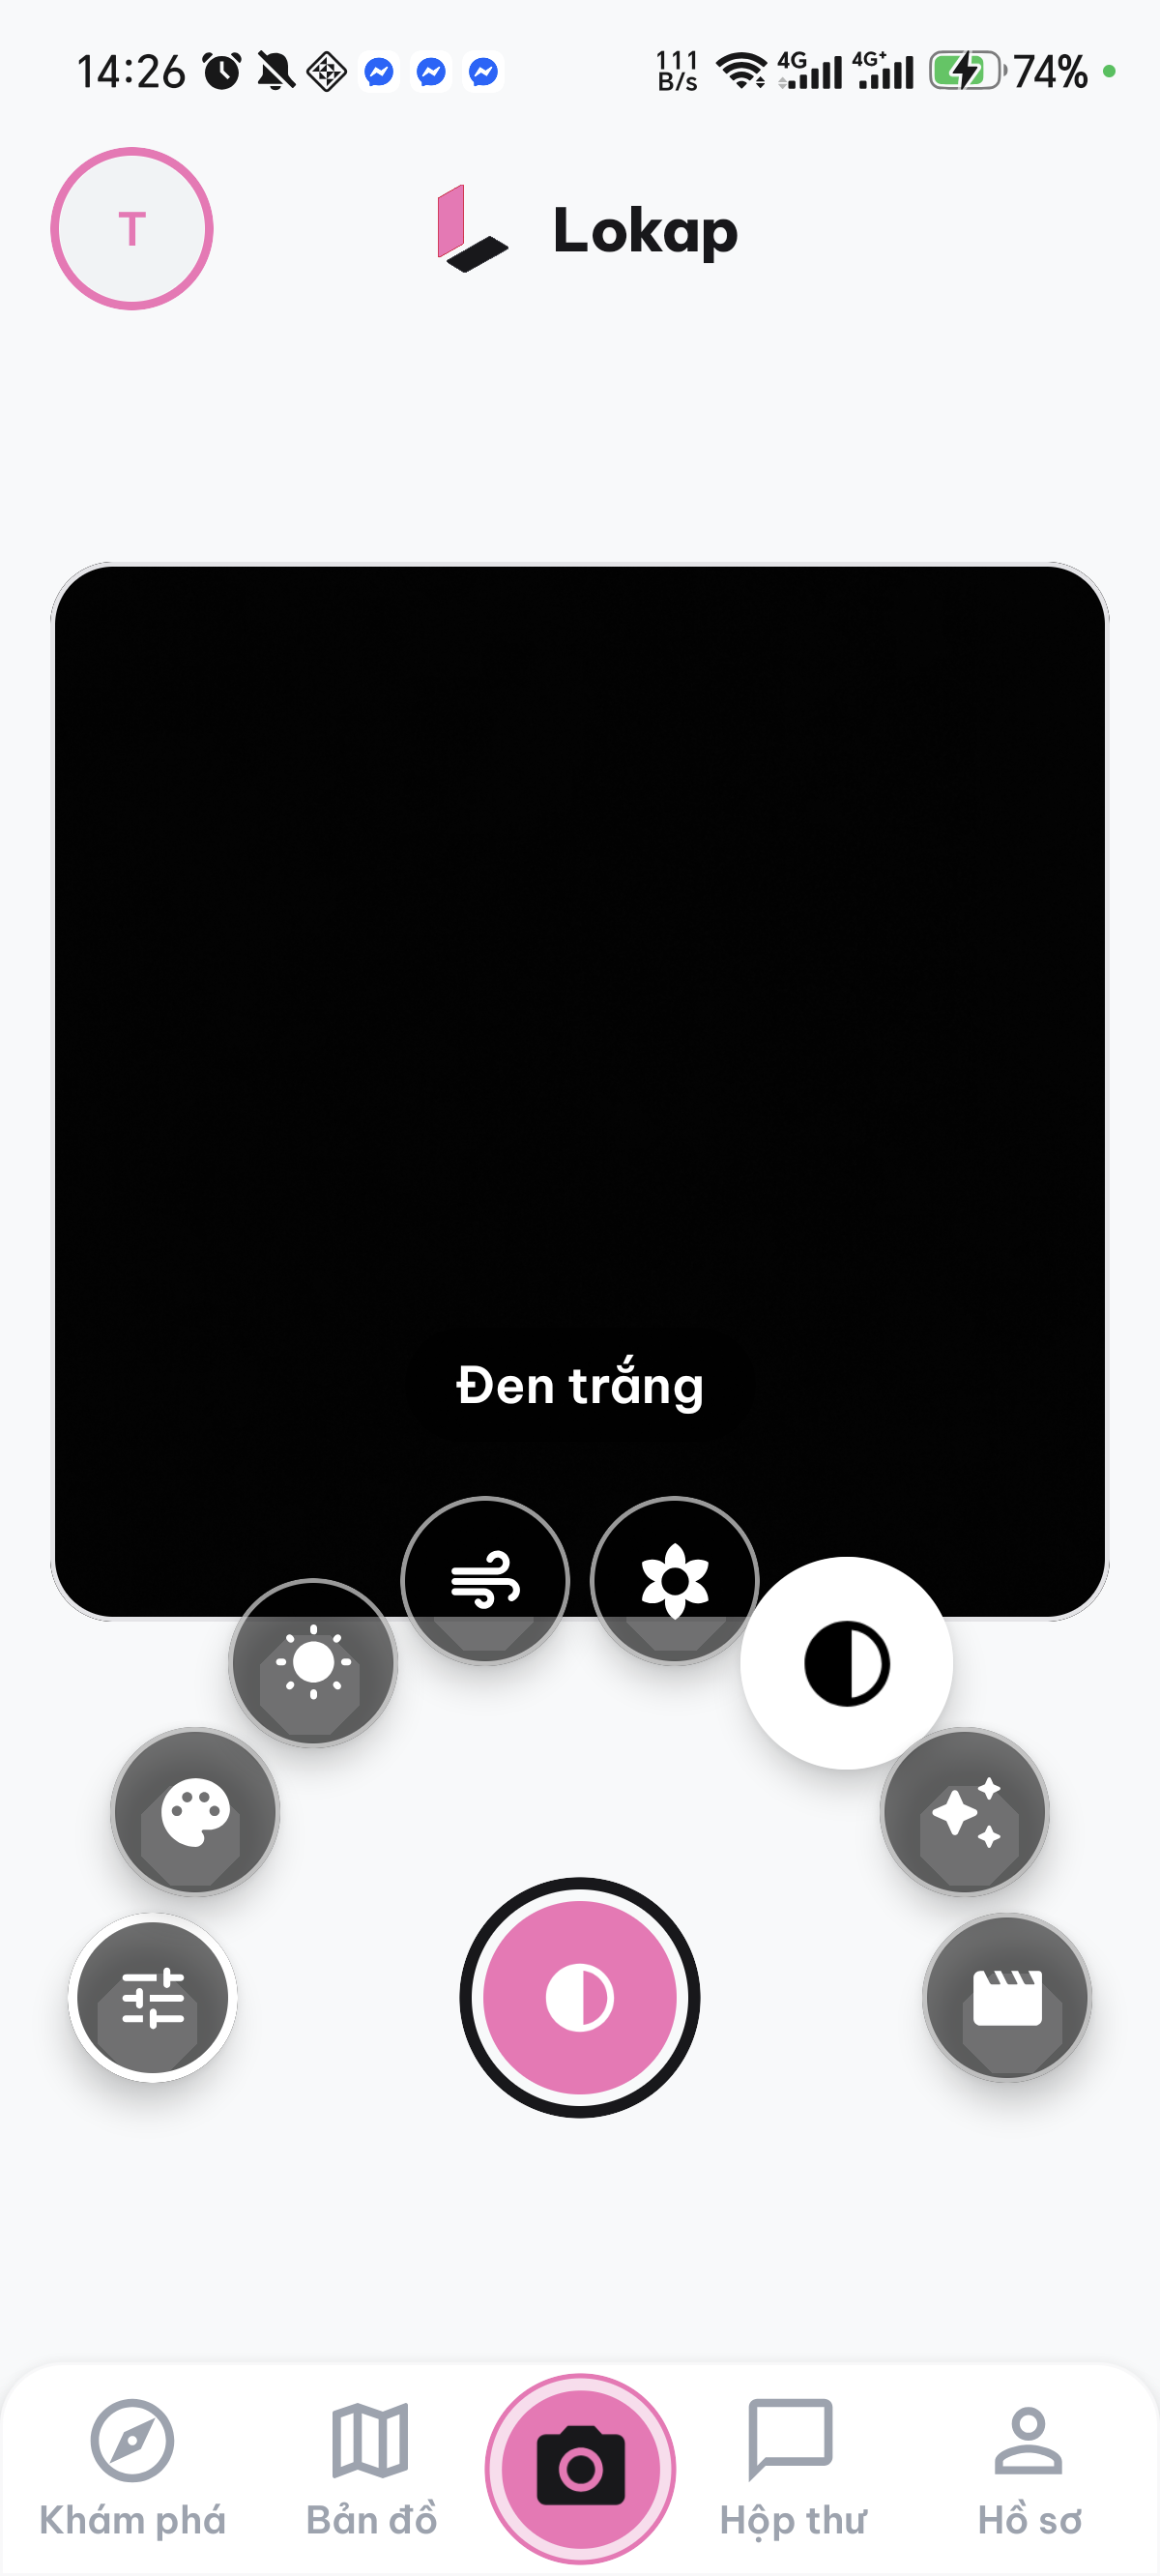 14:26
111 B/s
4G
4G+
74%
T
Lokap
Đen trắng
Khám phá
Bản đồ
Hộp thư
Hồ sơ